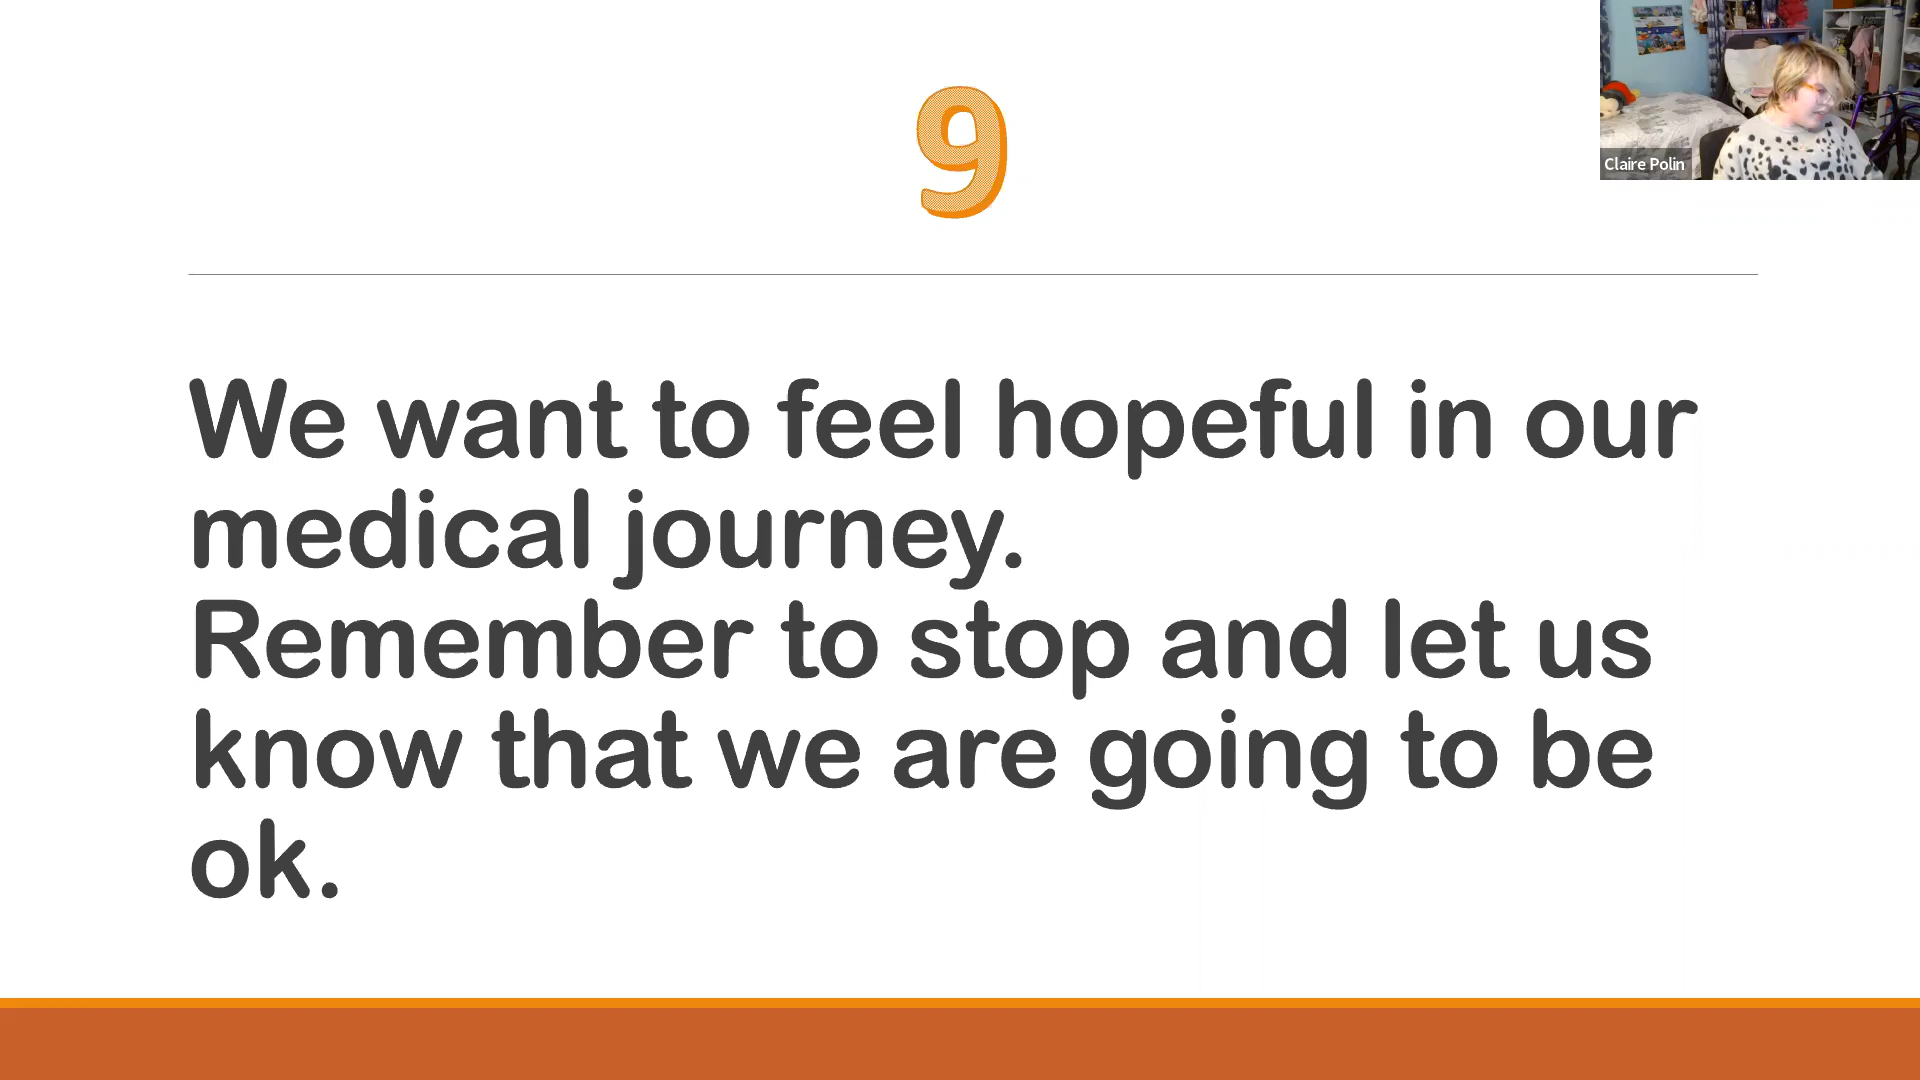 9
Claire Polin
We want to feel hopeful in our
medical journey.
Remember to stop and let us
know that we are going to be
ok.